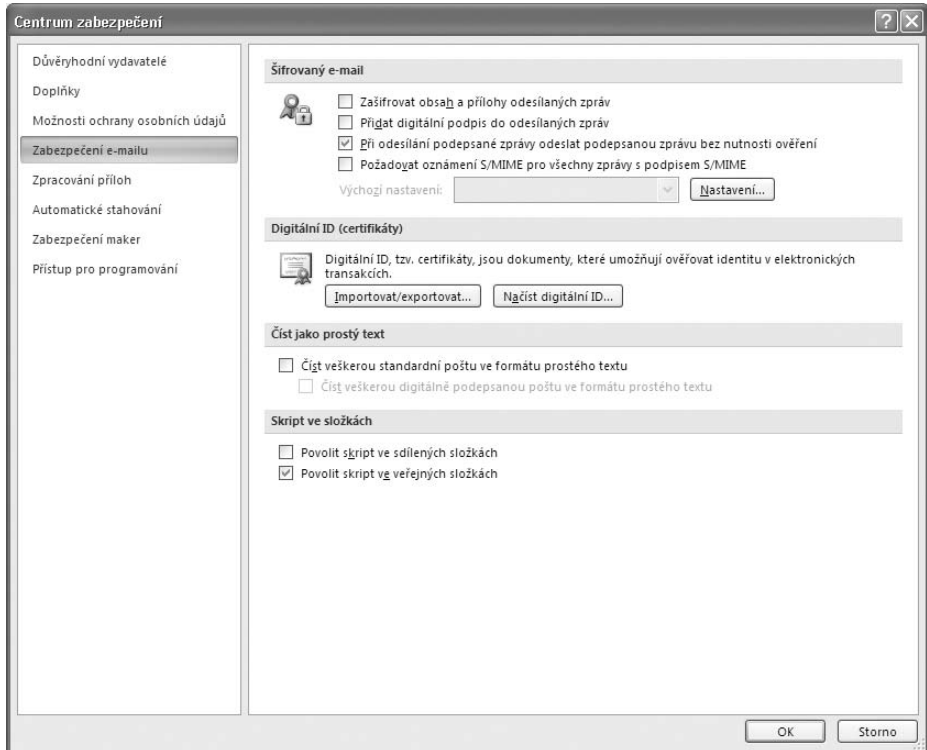 Centrum zabezpečení
Důvěryhodní vydavatelé
Doplňky
Možnosti ochrany osobních údajů
Zabezpečení e-mailu
Zpracování příloh
Automatické stahování
Zabezpečení maker
Přístup pro programování
Šifrovaný e-mail
Zašifrovat obsah a přílohy odesílaných zpráv
Přidat digitální podpis do odesílaných zpráv
Při odesílání podepsané zprávy odeslat podepsanou zprávu bez nutnosti ověření
Požadovat oznámení S/MIME pro všechny zprávy s podpisem S/MIME
Výchozí nastavení:
Nastavení...
Digitální ID (certifikáty)
Digitální ID, tzv. certifikáty, jsou dokumenty, které umožňují ověřovat identitu v elektronických
transakcích.
Importovat/exportovat...
Načíst digitální ID...
Číst jako prostý text
Číst veškerou standardní poštu ve formátu prostého textu
Číst veškerou digitálně podepsanou poštu ve formátu prostého textu
Skript ve složkách
Povolit skript ve sdílených složkách
Povolit skript ve veřejných složkách
OK
Storno